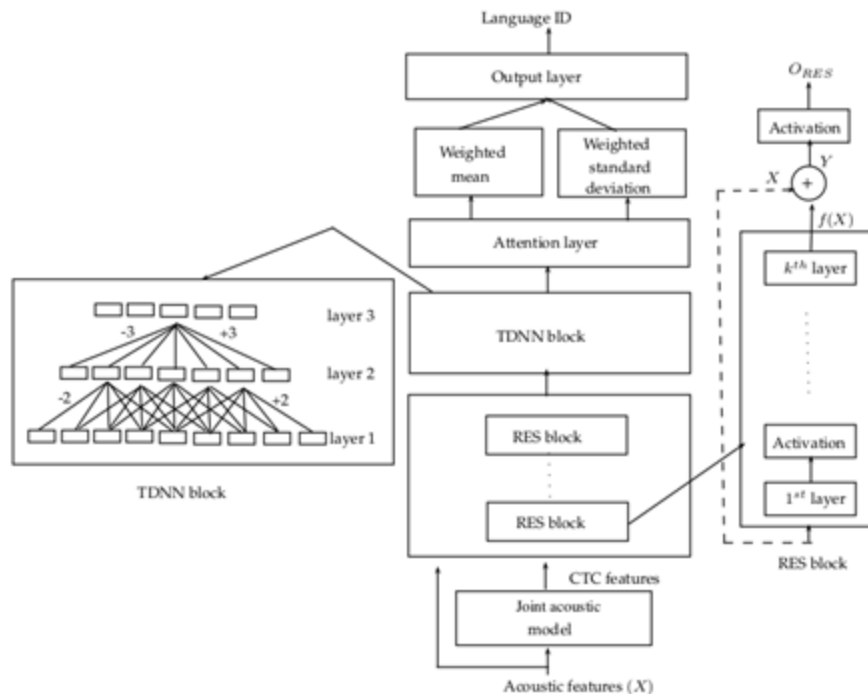 Language ID
Output layer
Weighted
mean
Weighted
standard
deviation
Attention layer
TDNN block
RES block
RES block
CTC features
Joint acoustic
model
Acoustic features (X)
layer 3
-3
+3
layer 2
-2
+2
layer 1
TDNN block
O_{RES}
Activation
Y
X
+
f(X)
k^{th} layer
Activation
1^{st} layer
RES block